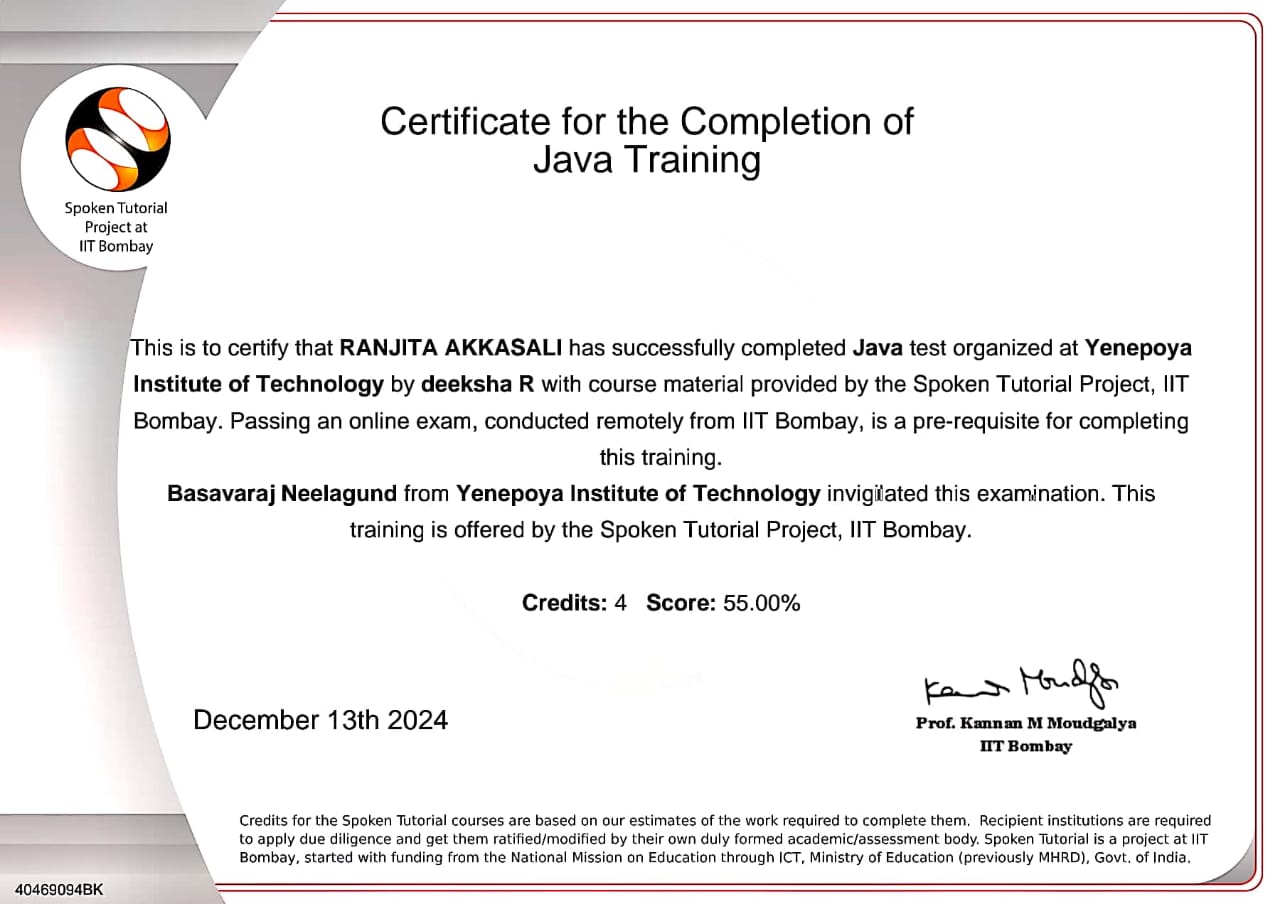 Certificate for the Completion of
Java Training
Spoken Tutorial
Project at
IIT Bombay
This is to certify that RANJITA AKKASALI has successfully completed Java test organized at Yenepoya
Institute of Technology by deeksha R with course material provided by the Spoken Tutorial Project, IIT
Bombay. Passing an online exam, conducted remotely from IIT Bombay, is a pre-requisite for completing
this training.
Basavaraj Neelagund from Yenepoya Institute of Technology invigilated this examination. This
training is offered by the Spoken Tutorial Project, IIT Bombay.
Credits: 4 Score: 55.00%
December 13th 2024
Kannan Moudgalya
Prof. Kannan M Moudgalya
IIT Bombay
Credits for the Spoken Tutorial courses are based on our estimates of the work required to complete them. Recipient institutions are required
to apply due diligence and get them ratified/modified by their own duly formed academic/assessment body. Spoken Tutorial is a project at IIT
Bombay, started with funding from the National Mission on Education through ICT, Ministry of Education (previously MHRD), Govt. of India.
40469094BK